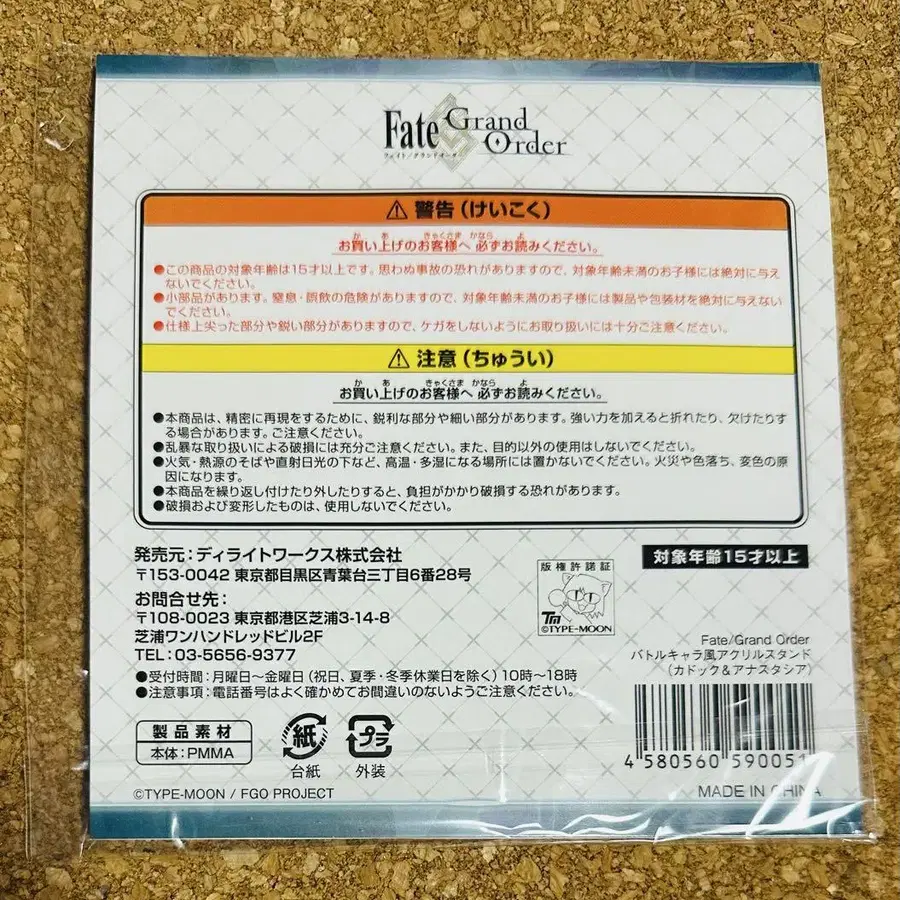 Fate/Grand Order
フェイト/グランドオーダー
⚠ 警告(けいこく)
お買い上げのお客様へ 必ずお読みください。
●この商品の対象年齢は15才以上です。思わぬ事故の恐れがありますので、対象年齢未満のお子様には絶対に与え
ないでください。
●小部品があります。窒息・誤飲の危険がありますので、対象年齢未満のお子様には製品や包装材を絶対に与えない
でください。
●仕様上尖った部分や鋭い部分がありますので、ケガをしないようにお取り扱いには十分ご注意ください。
⚠ 注意(ちゅうい)
お買い上げのお客様へ 必ずお読みください。
●本商品は、精密に再現をするために、鋭利な部分や細い部分があります。強い力を加えると折れたり、欠けたりす
る場合があります。ご注意ください。
●乱暴な取り扱いによる破損には充分ご注意ください。また、目的以外の使用はしないでください。
●火気・熱源のそばや直射日光の下など、高温・多湿になる場所には置かないでください。火災や色落ち、変色の原
因になります。
●本商品を繰り返し付けたり外したりすると、負担がかかり破損する恐れがあります。
●破損および変形したものは、使用しないでください。
発売元:ディライトワークス株式会社
〒153-0042 東京都目黒区青葉台三丁目6番28号
お問合せ先:
〒108-0023 東京都港区芝浦3-14-8
芝浦ワンハンドレッドビル2F
TEL:03-5656-9377
●受付時間:月曜日〜金曜日(祝日、夏季・冬季休業日を除く)10時〜18時
●注意事項:電話番号はよく確かめてお間違いのないようご注意ください。
対象年齢15才以上
版権許諾証
TM
©TYPE-MOON
Fate/Grand Order
バトルキャラ風アクリルスタンド
(カドック&アナスタシア)
製品素材
本体:PMMA
紙
台紙
プラ
外装
4 580560 590051
©TYPE-MOON / FGO PROJECT
MADE IN CHINA